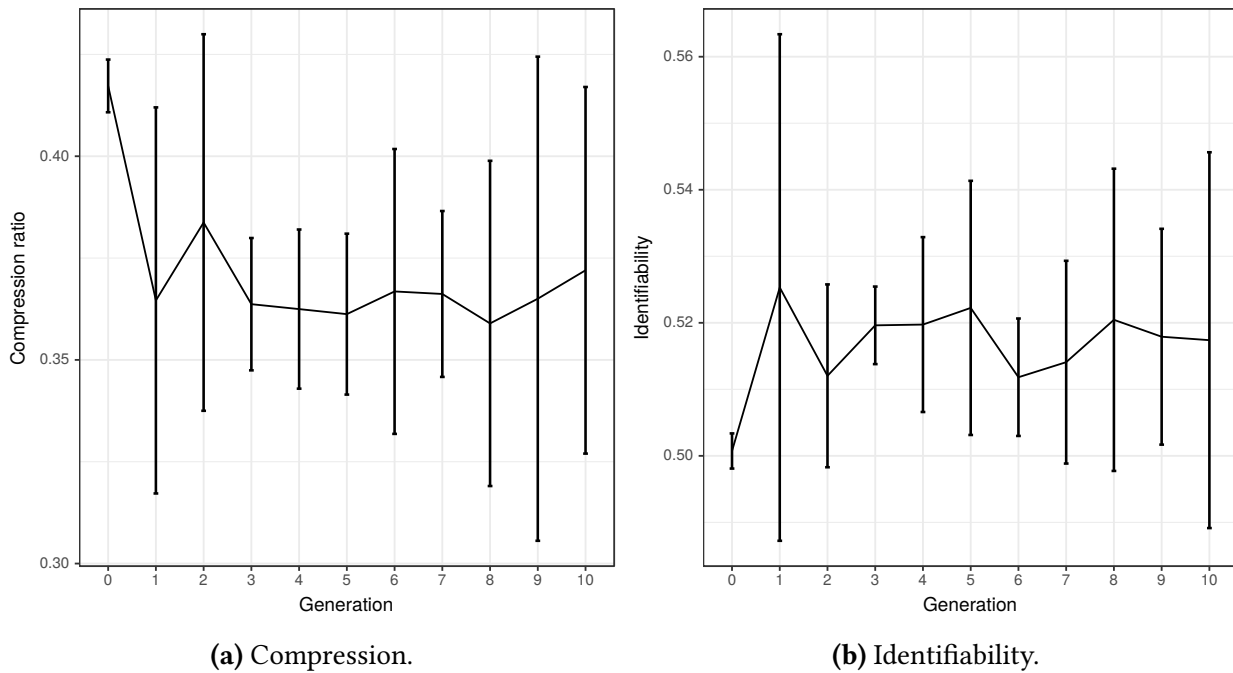 0.40
0.35
0.30
Compression ratio
0 1 2 3 4 5 6 7 8 9 10
Generation
(a) Compression.
0.56
0.54
0.52
0.50
Identifiability
0 1 2 3 4 5 6 7 8 9 10
Generation
(b) Identifiability.